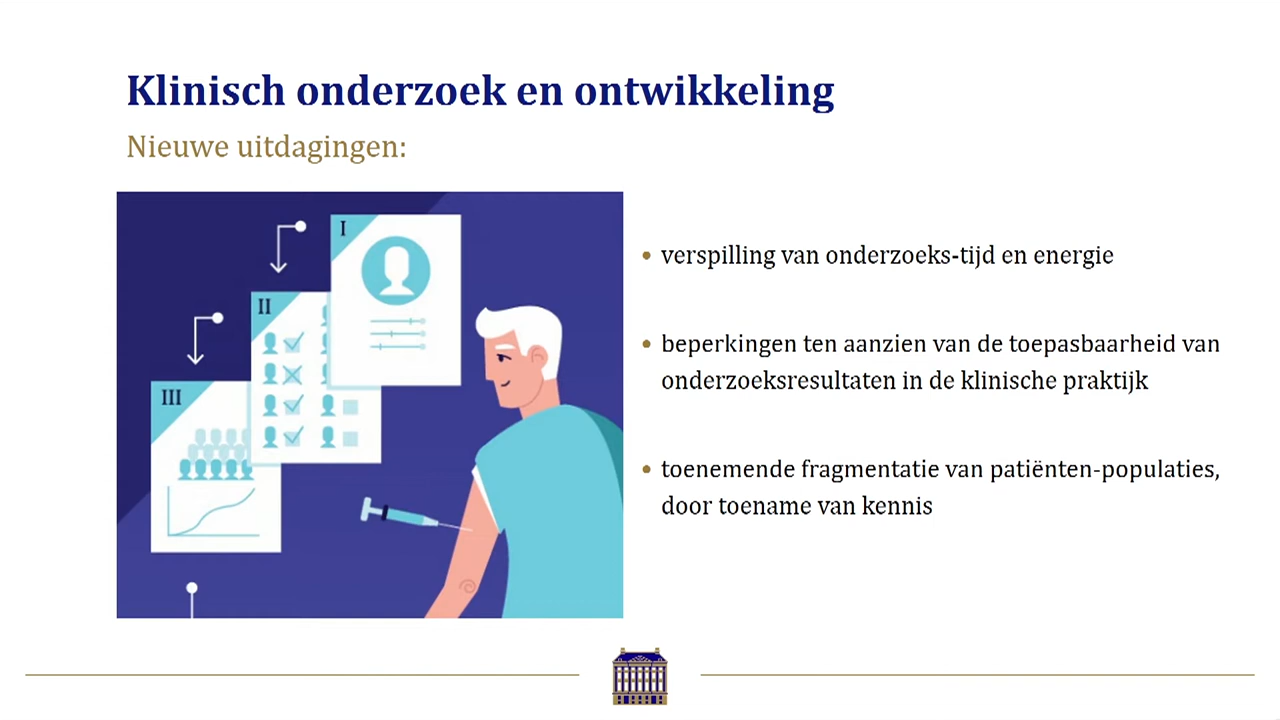 Klinisch onderzoek en ontwikkeling
Nieuwe uitdagingen:
I
II
III
• verspilling van onderzoeks-tijd en energie
• beperkingen ten aanzien van de toepasbaarheid van
onderzoeksresultaten in de klinische praktijk
• toenemende fragmentatie van patiënten-populaties,
door toename van kennis